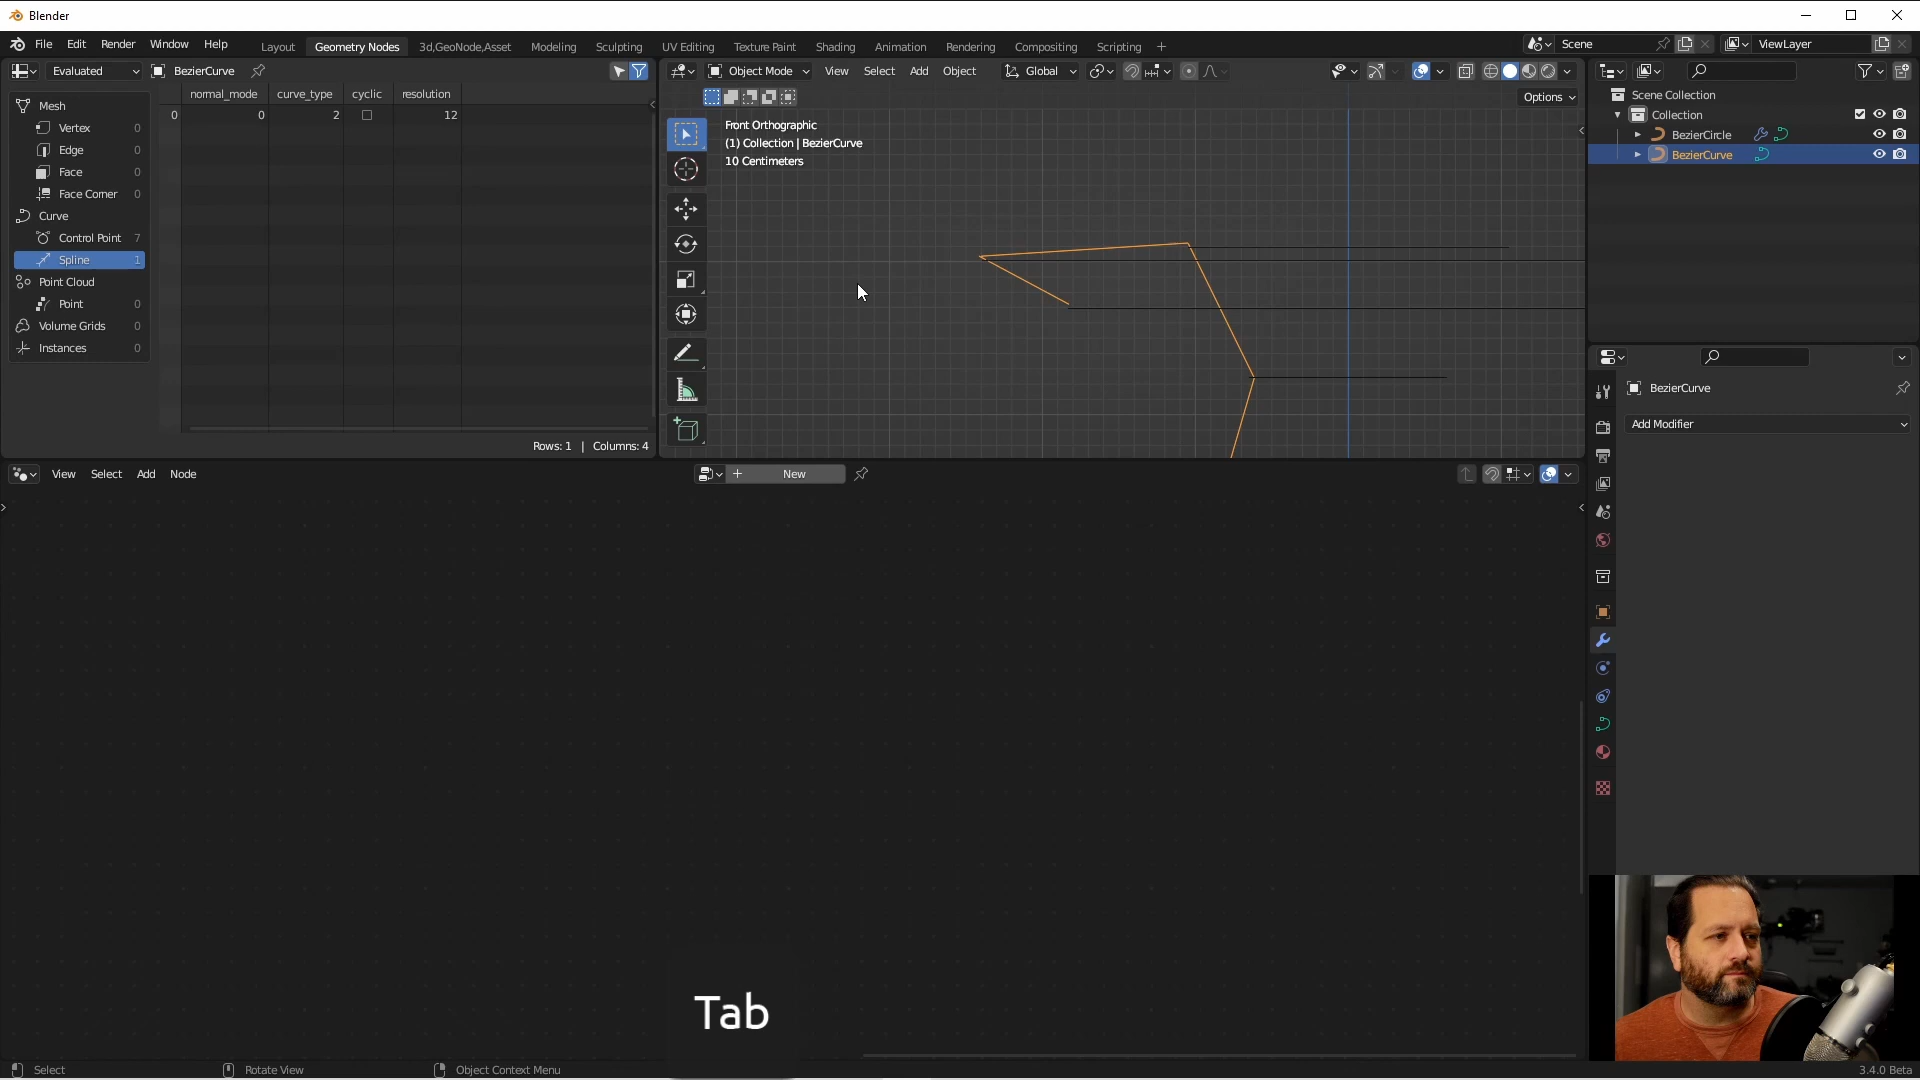 Blender
File Edit Render Window Help Layout Geometry Nodes 3d,GeoNode,Asset Modeling Sculpting UV Editing Texture Paint Shading Animation Rendering Compositing Scripting + Scene ViewLayer
Evaluated BezierCurve
Object Mode View Select Add Object Global
normal_mode curve_type cyclic resolution
0 0 2 12
Mesh
Vertex 0
Edge 0
Face 0
Face Corner 0
Curve
Control Point 7
Spline 1
Point Cloud
Point 0
Volume Grids 0
Instances 0
Rows: 1 | Columns: 4
Options
Front Orthographic
(1) Collection | BezierCurve
10 Centimeters
Scene Collection
Collection
BezierCircle
BezierCurve
BezierCurve
Add Modifier
View Select Add Node
+ New
Tab
Select Rotate View Object Context Menu 3.4.0 Beta